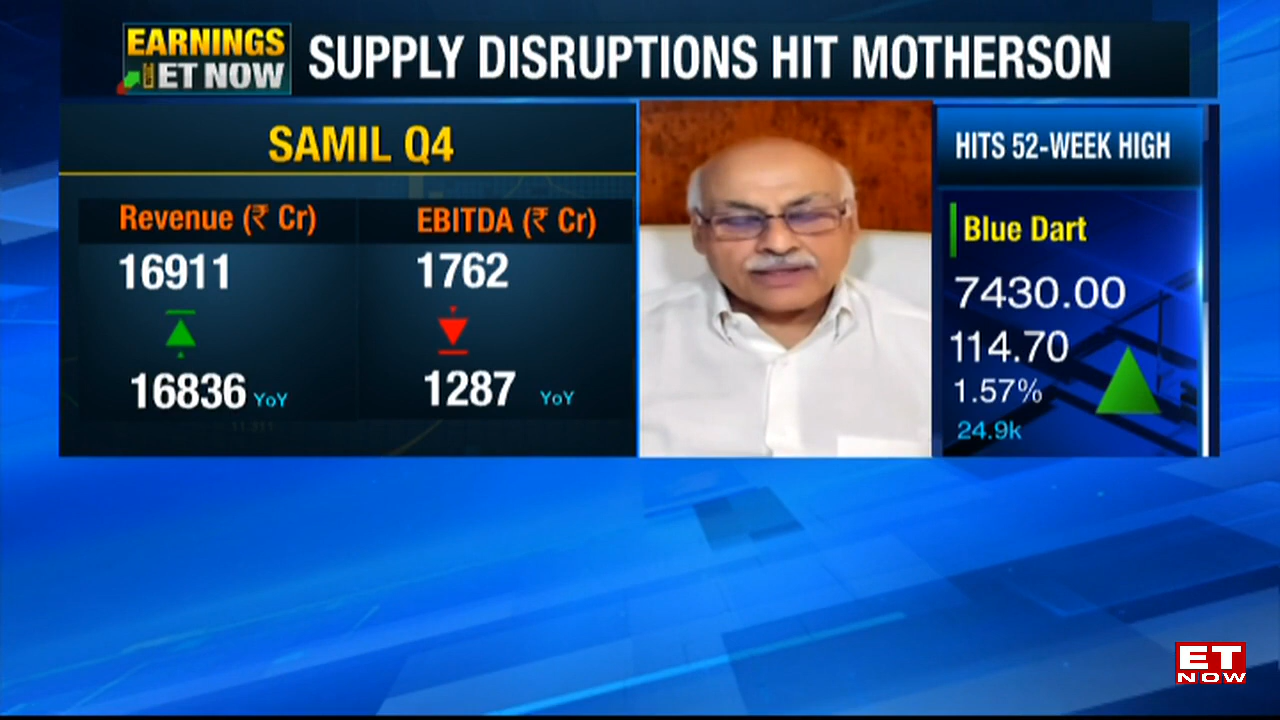 EARNINGS
ET NOW
SUPPLY DISRUPTIONS HIT MOTHERSON
SAMIL Q4
Revenue (₹ Cr)
EBITDA (₹ Cr)
16911
1762
16836 YoY
1287 YoY
HITS 52-WEEK HIGH
Blue Dart
7430.00
114.70
1.57%
24.9k
ET
NOW